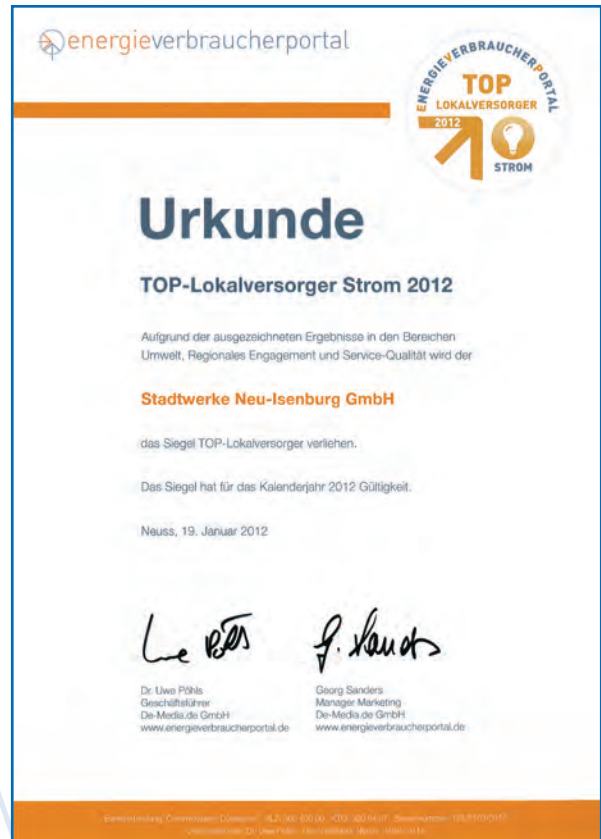 energieverbraucherportal
ENERGIEVERBRAUCHERPORTAL
TOP
LOKALVERSORGER
2012
STROM
Urkunde
TOP-Lokalversorger Strom 2012
Aufgrund der ausgezeichneten Ergebnisse in den Bereichen
Umwelt, Regionales Engagement und Service-Qualität wird der
Stadtwerke Neu-Isenburg GmbH
das Siegel TOP-Lokalversorger verliehen.
Das Siegel hat für das Kalenderjahr 2012 Gültigkeit.
Neuss, 19. Januar 2012
Dr. Uwe Pöhls
Geschäftsführer
De-Media.de GmbH
www.energieverbraucherportal.de
Georg Sanders
Manager Marketing
De-Media.de GmbH
www.energieverbraucherportal.de